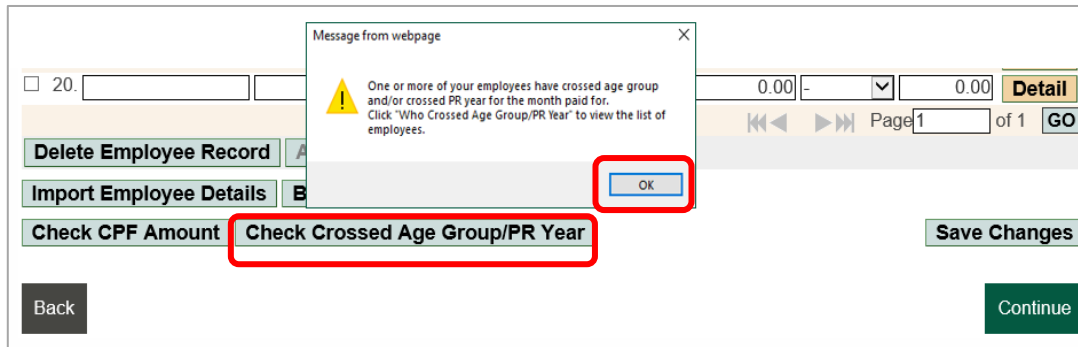 Message from webpage
One or more of your employees have crossed age group
and/or crossed PR year for the month paid for.
Click "Who Crossed Age Group/PR Year" to view the list of
employees.
OK
20. 0.00 - 0.00 Detail
Page 1 of 1 GO
Delete Employee Record A
Import Employee Details B
Check CPF Amount Check Crossed Age Group/PR Year Save Changes
Back Continue